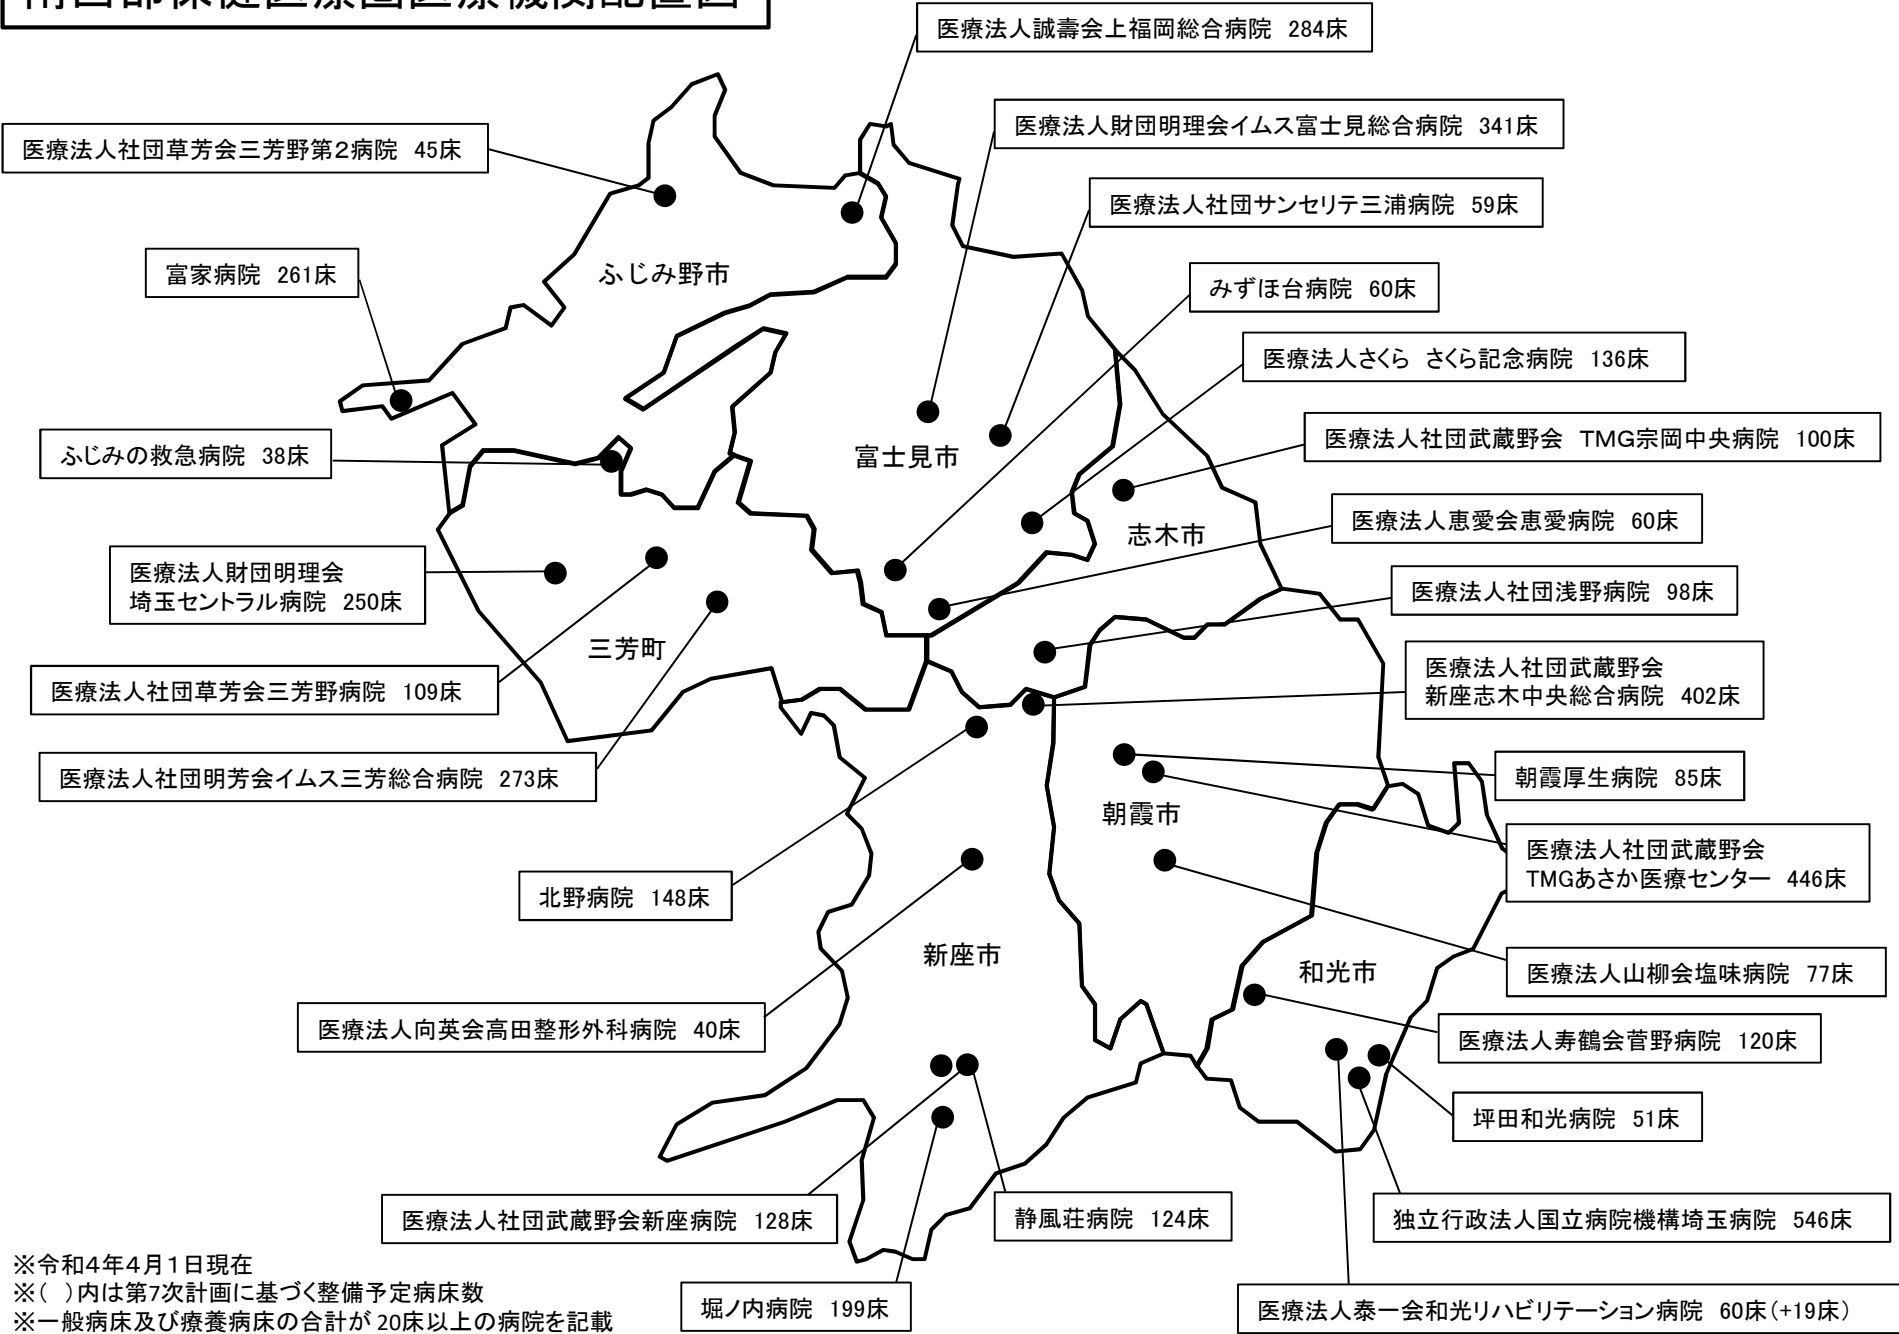 南西部保健医療圏医療機関配置図
医療法人誠壽会上福岡総合病院 284床
医療法人財団明理会イムス富士見総合病院 341床
医療法人社団草芳会三芳野第2病院 45床
医療法人社団サンセリテ三浦病院 59床
富家病院 261床
ふじみ野市
みずほ台病院 60床
医療法人さくら さくら記念病院 136床
ふじみの救急病院 38床
富士見市
医療法人社団武蔵野会 TMG宗岡中央病院 100床
志木市
医療法人恵愛会恵愛病院 60床
医療法人財団明理会
埼玉セントラル病院 250床
医療法人社団浅野病院 98床
三芳町
医療法人社団草芳会三芳野病院 109床
医療法人社団武蔵野会
新座志木中央総合病院 402床
医療法人社団明芳会イムス三芳総合病院 273床
朝霞厚生病院 85床
朝霞市
医療法人社団武蔵野会
TMGあさか医療センター 446床
北野病院 148床
新座市
和光市
医療法人山柳会塩味病院 77床
医療法人向英会高田整形外科病院 40床
医療法人寿鶴会菅野病院 120床
坪田和光病院 51床
医療法人社団武蔵野会新座病院 128床
静風荘病院 124床
独立行政法人国立病院機構埼玉病院 546床
堀ノ内病院 199床
医療法人泰一会和光リハビリテーション病院 60床(+19床)
※令和4年4月1日現在
※( )内は第7次計画に基づく整備予定病床数
※一般病床及び療養病床の合計が20床以上の病院を記載